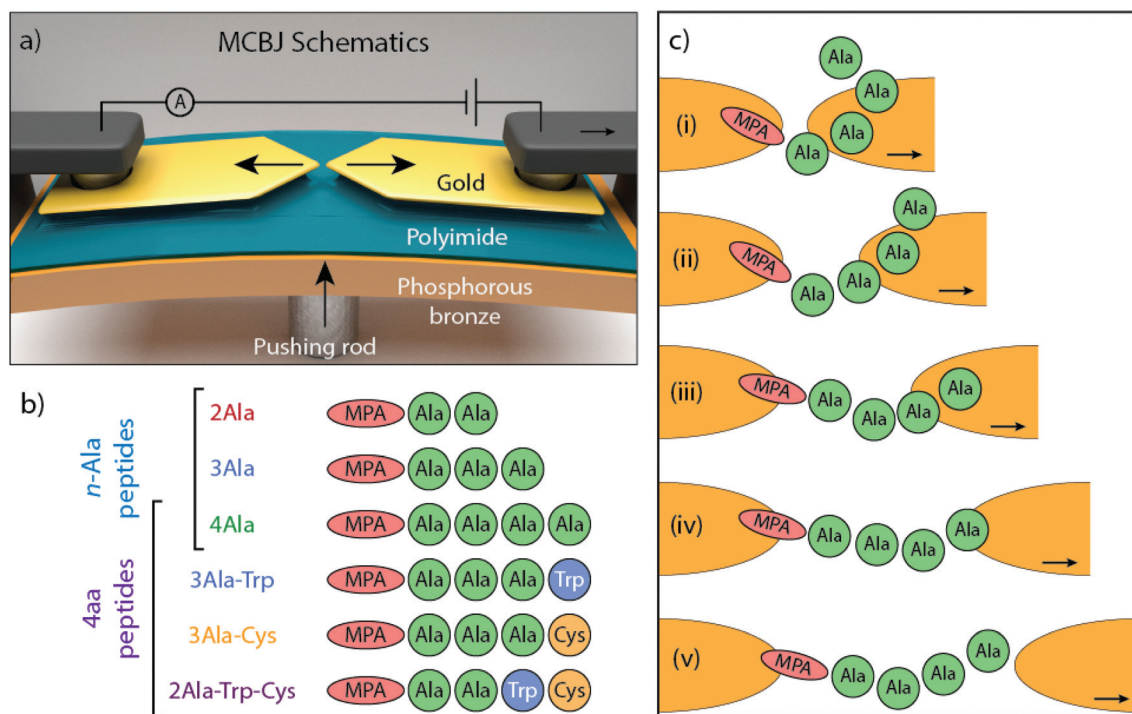 a)
MCBJ Schematics
A
Gold
Polyimide
Phosphorous
bronze
Pushing rod
b)
n-Ala
peptides
4aa
peptides
2Ala
MPA Ala Ala
3Ala
MPA Ala Ala Ala
4Ala
MPA Ala Ala Ala Ala
3Ala-Trp
MPA Ala Ala Ala Trp
3Ala-Cys
MPA Ala Ala Ala Cys
2Ala-Trp-Cys
MPA Ala Ala Trp Cys
c)
(i)
MPA Ala Ala Ala Ala
(ii)
MPA Ala Ala Ala Ala
(iii)
MPA Ala Ala Ala Ala
(iv)
MPA Ala Ala Ala Ala
(v)
MPA Ala Ala Ala Ala